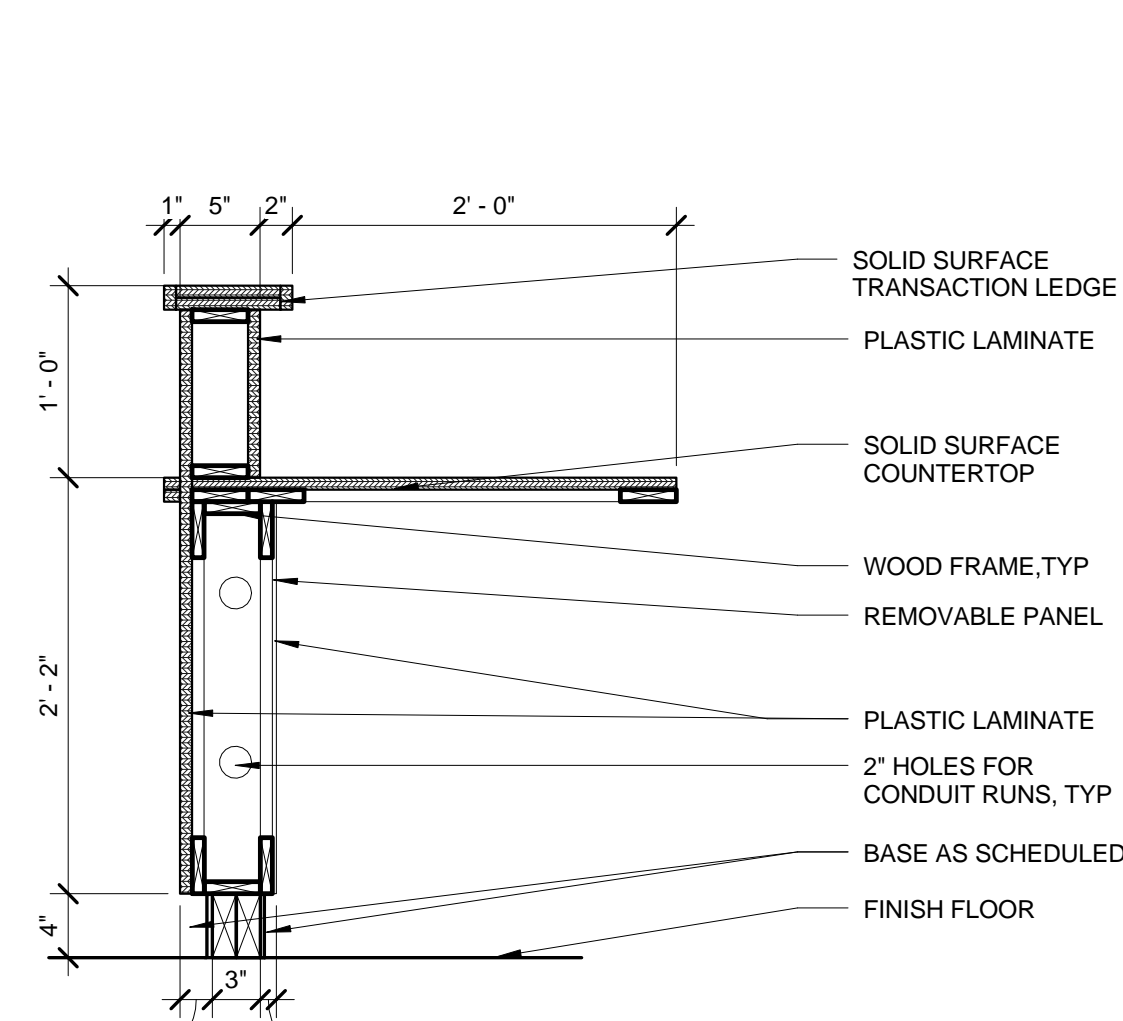 1" 5" 2" 2' - 0"
SOLID SURFACE
TRANSACTION LEDGE
PLASTIC LAMINATE
1' - 0"
SOLID SURFACE
COUNTERTOP
WOOD FRAME,TYP
REMOVABLE PANEL
2' - 2"
PLASTIC LAMINATE
2" HOLES FOR
CONDUIT RUNS, TYP
BASE AS SCHEDULED
4"
FINISH FLOOR
3"